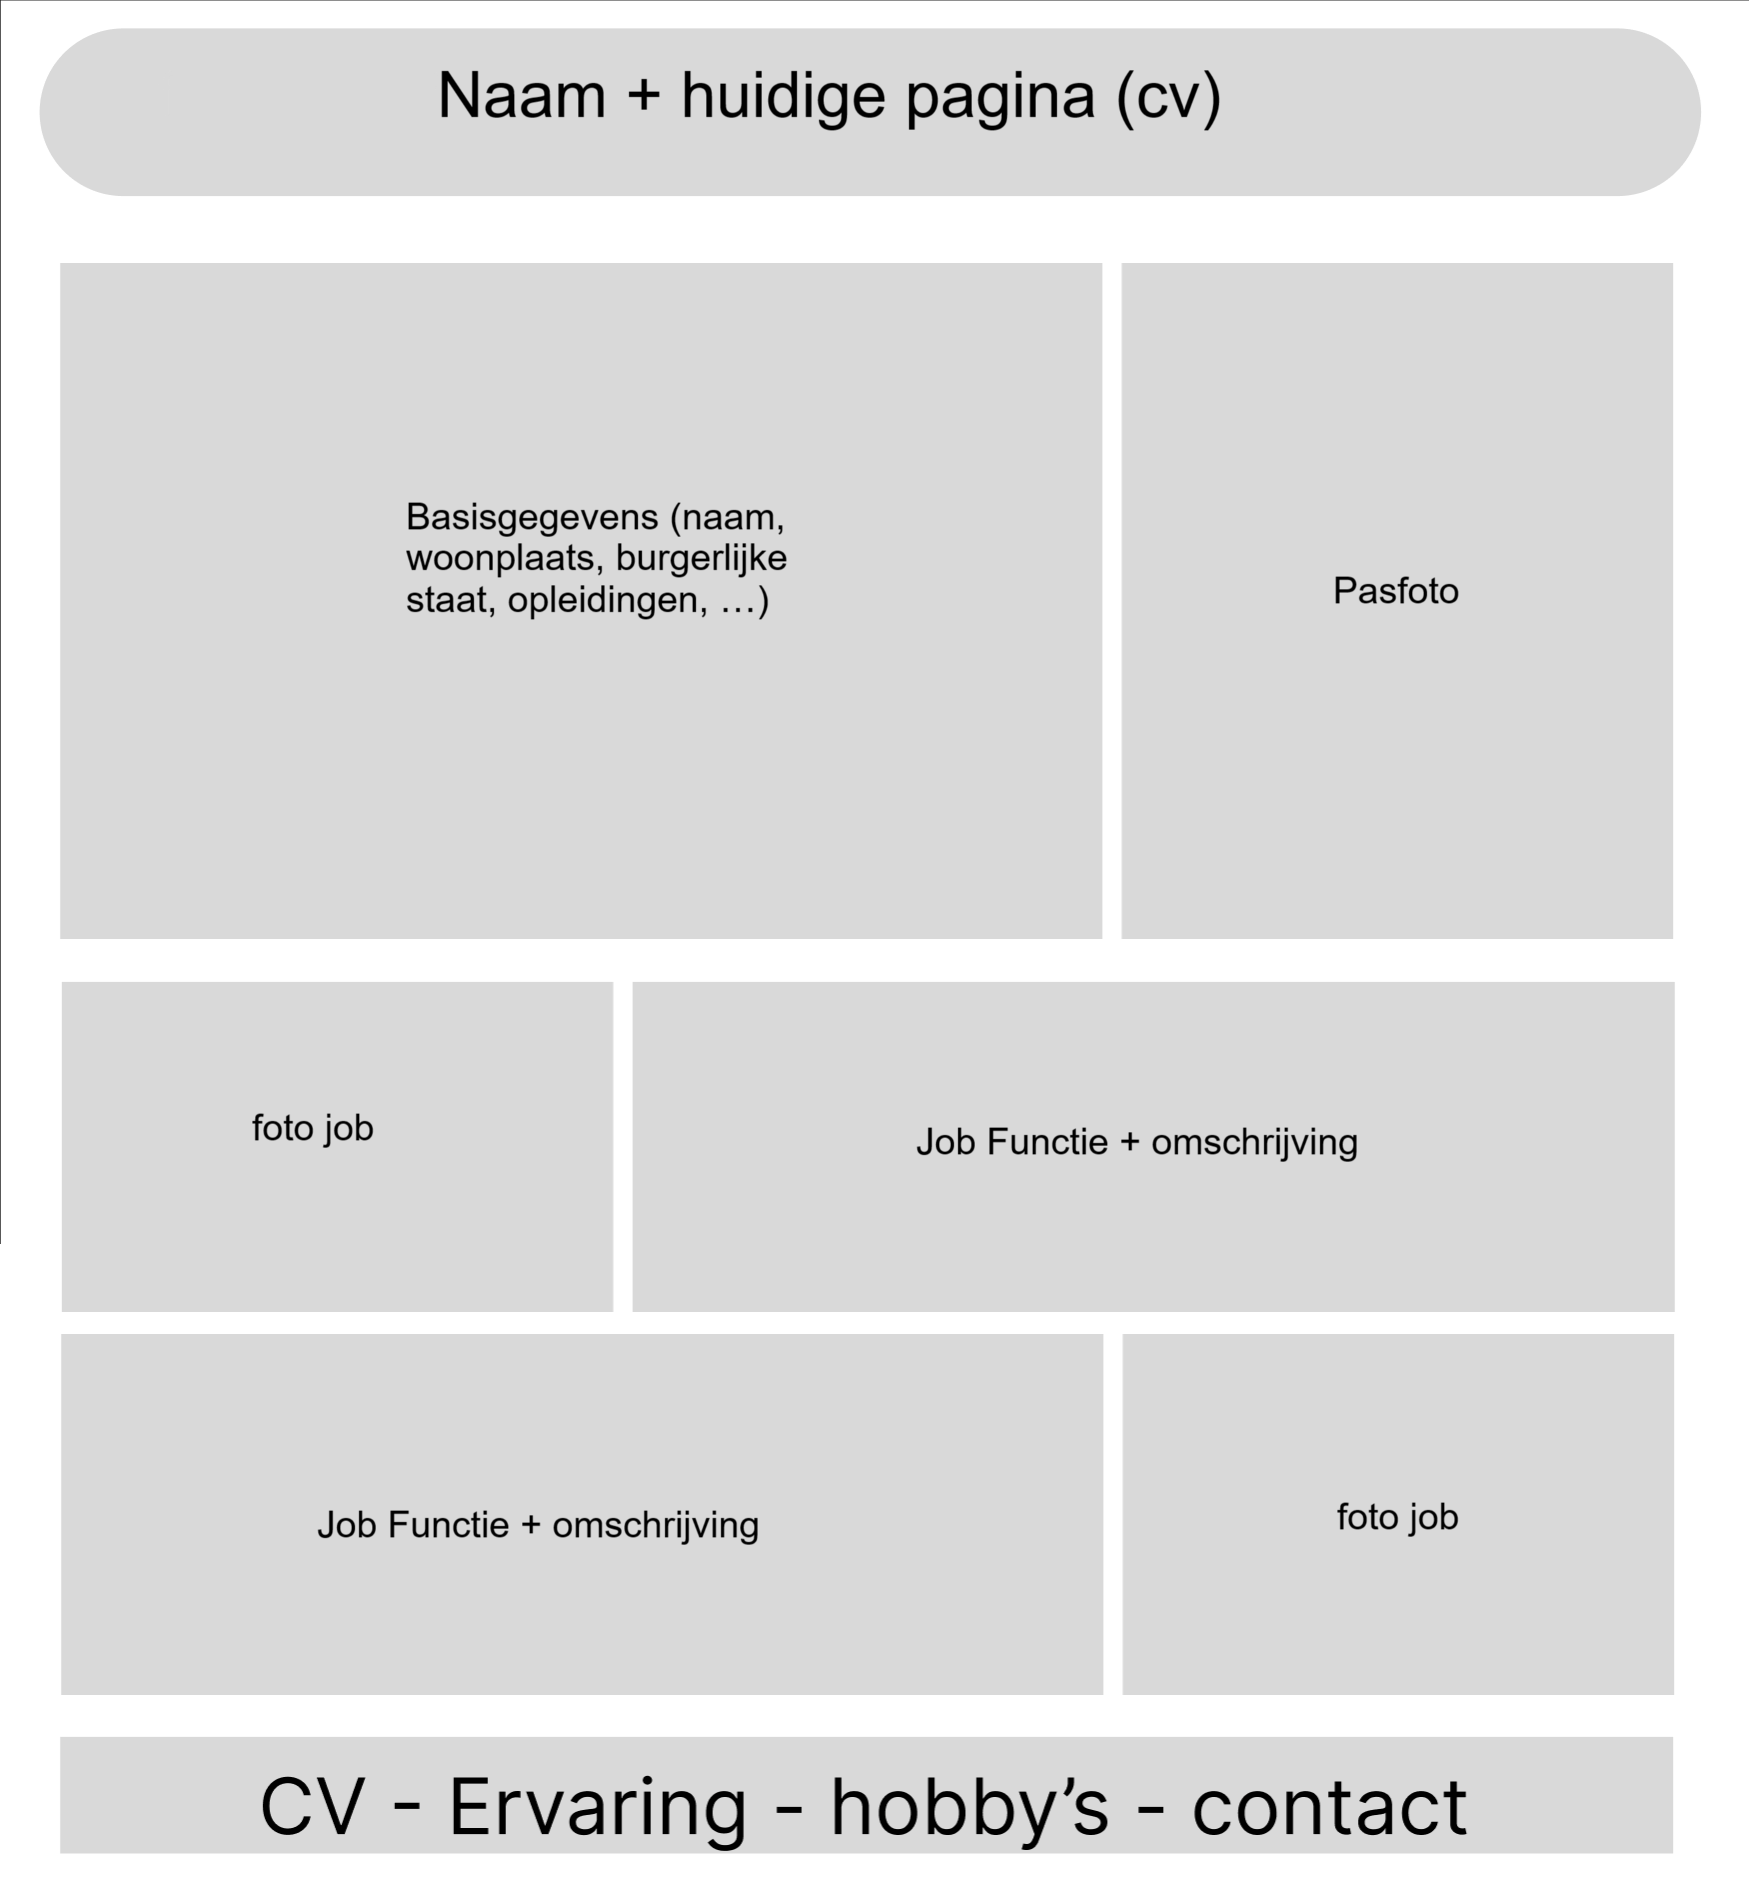 Naam + huidige pagina (cv)
Basisgegevens (naam,
woonplaats, burgerlijke
staat, opleidingen, …)
Pasfoto
foto job
Job Functie + omschrijving
Job Functie + omschrijving
foto job
CV - Ervaring - hobby’s - contact